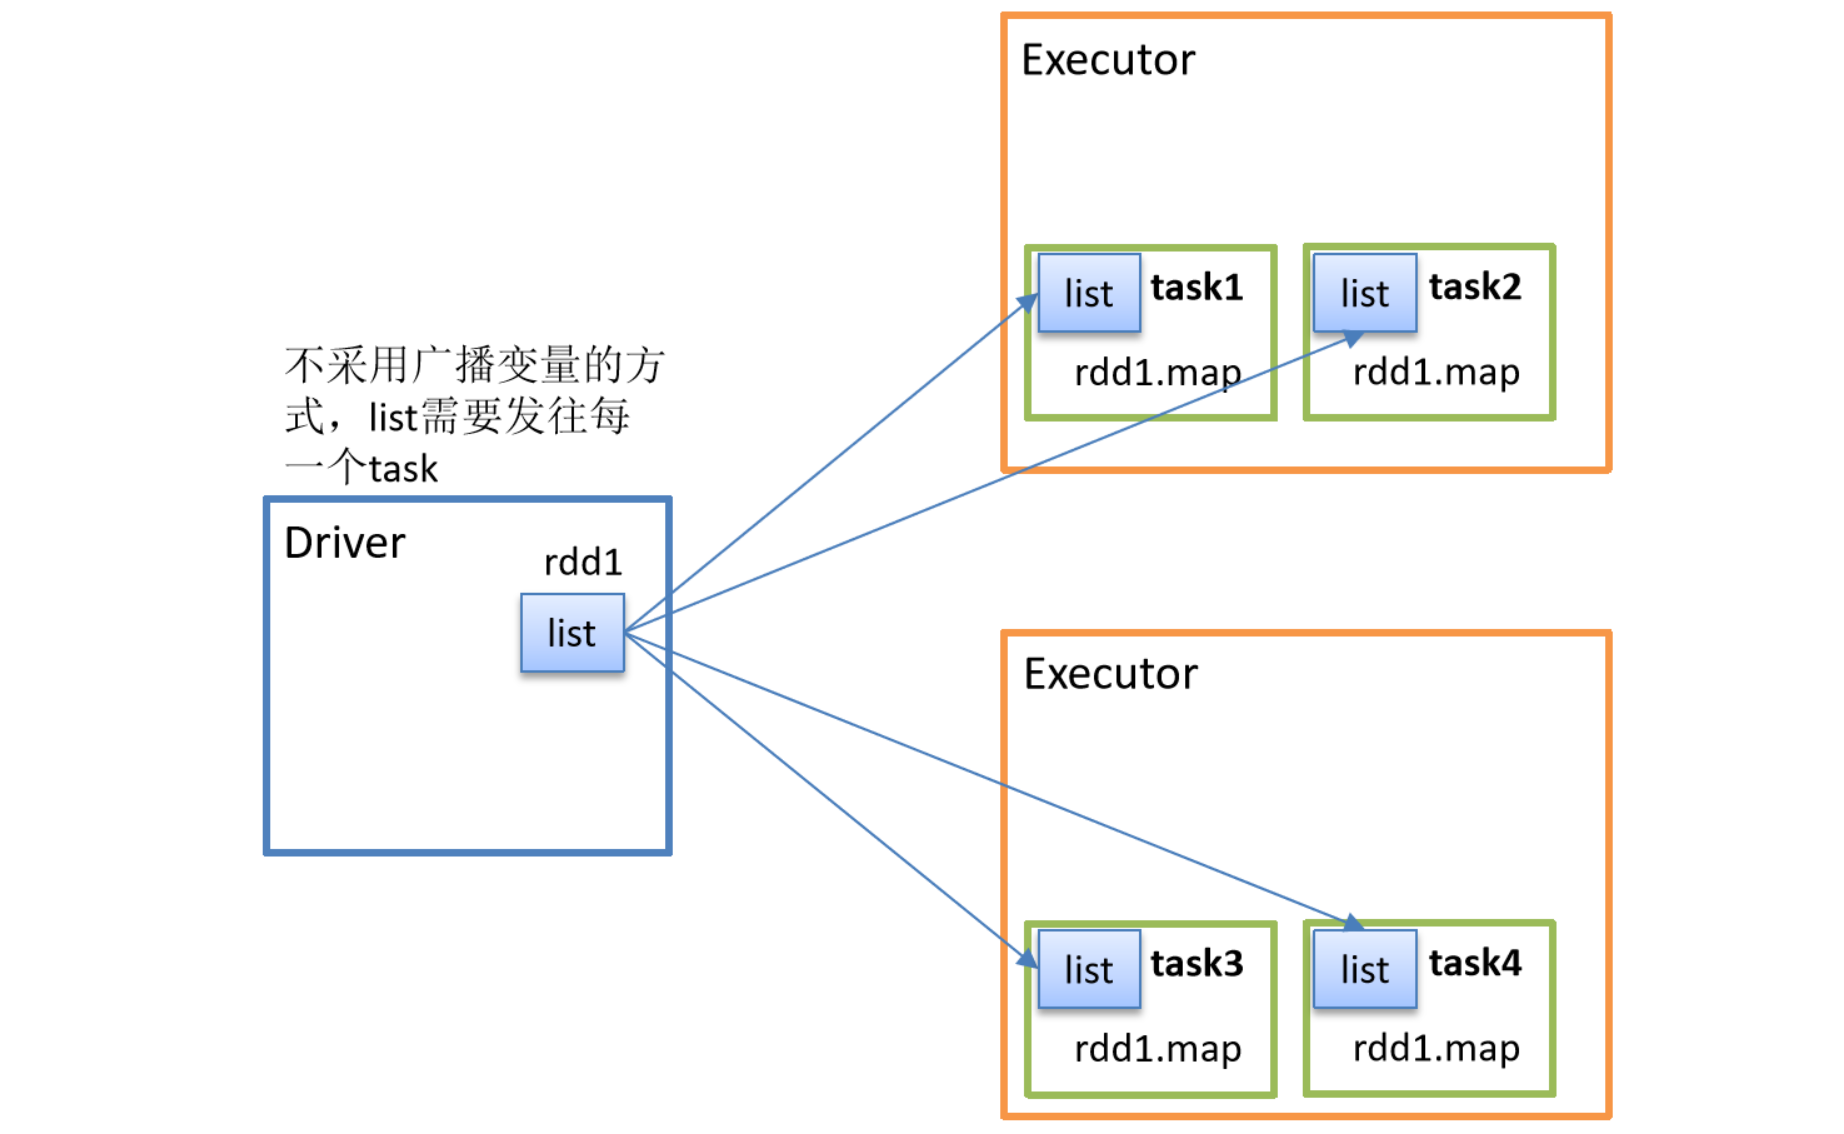 Executor
list
task1
list
task2
rdd1.map
rdd1.map
不采用广播变量的方
式，list需要发往每
一个task
Driver
rdd1
list
Executor
list
task3
list
task4
rdd1.map
rdd1.map